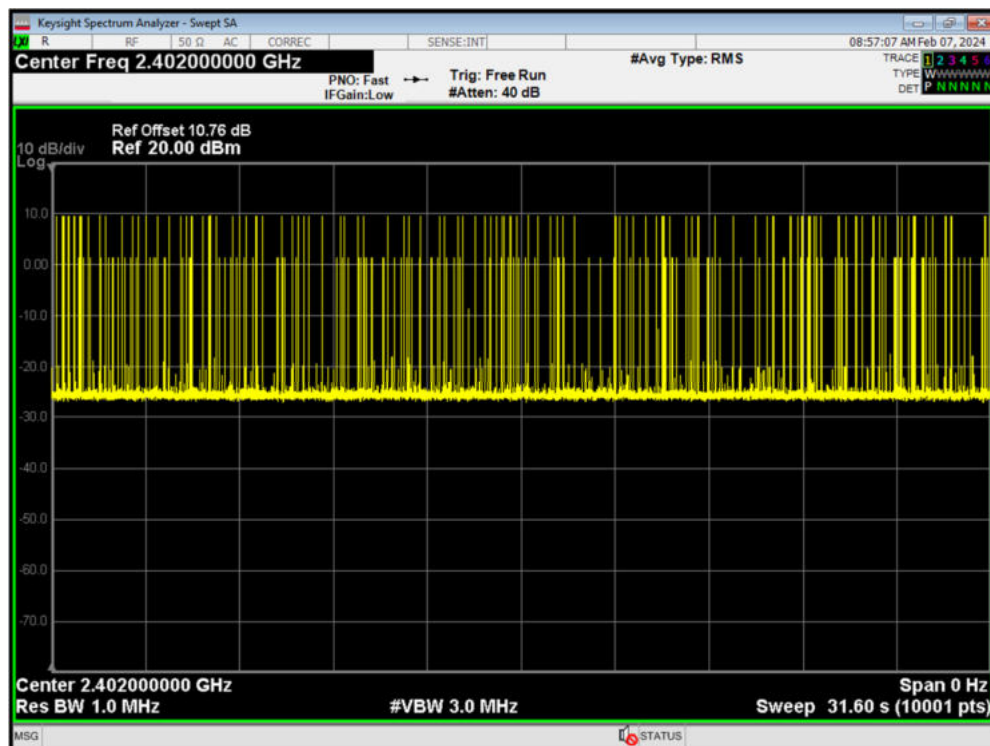 Keysight Spectrum Analyzer - Swept SA
LXI R RF 50 Ω AC CORREC SENSE:INT 08:57:07 AM Feb 07, 2024
Center Freq 2.402000000 GHz #Avg Type: RMS TRACE 1 2 3 4 5 6
PNO: Fast Trig: Free Run TYPE W
IFGain:Low #Atten: 40 dB DET P N N N N N
Ref Offset 10.76 dB
10 dB/div Ref 20.00 dBm
Log
10.0
0.00
-10.0
-20.0
-30.0
-40.0
-50.0
-60.0
-70.0
Center 2.402000000 GHz Span 0 Hz
Res BW 1.0 MHz #VBW 3.0 MHz Sweep 31.60 s (10001 pts)
MSG STATUS